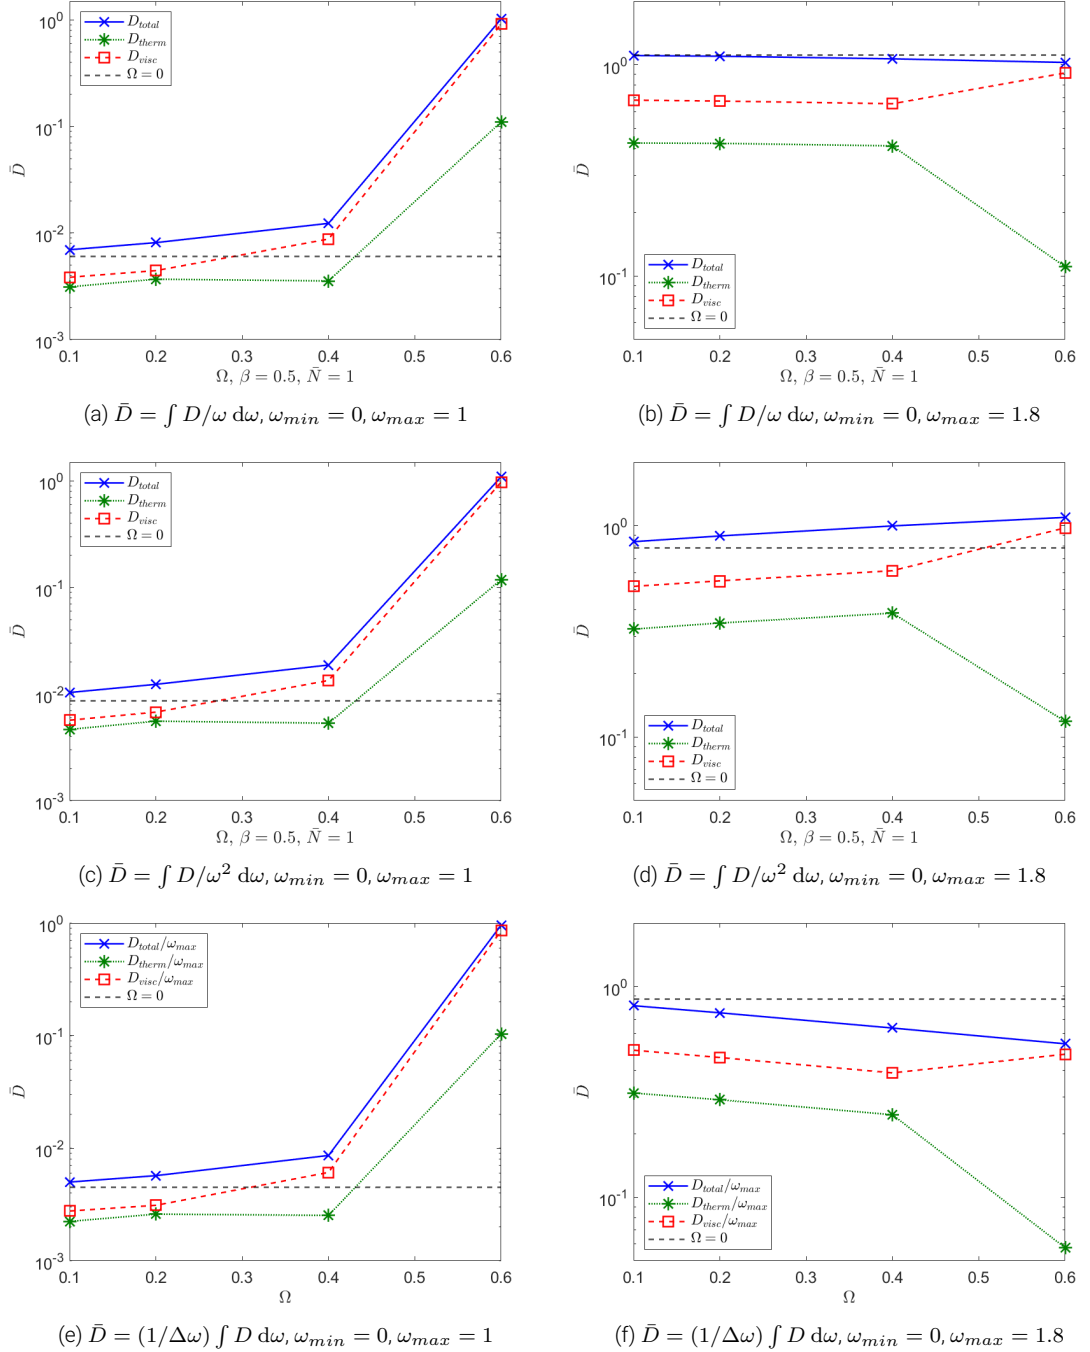 10^0
10^-1
10^-2
10^-3
D̄
D_total
D_therm
D_visc
Ω = 0
0.1 0.2 0.3 0.4 0.5 0.6
Ω, β = 0.5, N̄ = 1
(a) D̄ = ∫ D/ω dω, ω_min = 0, ω_max = 1
10^0
10^-1
D̄
D_total
D_therm
D_visc
Ω = 0
0.1 0.2 0.3 0.4 0.5 0.6
Ω, β = 0.5, N̄ = 1
(b) D̄ = ∫ D/ω dω, ω_min = 0, ω_max = 1.8
10^0
10^-1
10^-2
10^-3
D̄
D_total
D_therm
D_visc
Ω = 0
0.1 0.2 0.3 0.4 0.5 0.6
Ω, β = 0.5, N̄ = 1
(c) D̄ = ∫ D/ω² dω, ω_min = 0, ω_max = 1
10^0
10^-1
D̄
D_total
D_therm
D_visc
Ω = 0
0.1 0.2 0.3 0.4 0.5 0.6
Ω, β = 0.5, N̄ = 1
(d) D̄ = ∫ D/ω² dω, ω_min = 0, ω_max = 1.8
10^0
10^-1
10^-2
10^-3
D̄
D_total/ω_max
D_therm/ω_max
D_visc/ω_max
Ω = 0
0.1 0.2 0.3 0.4 0.5 0.6
Ω
(e) D̄ = (1/Δω) ∫ D dω, ω_min = 0, ω_max = 1
10^0
10^-1
D̄
D_total/ω_max
D_therm/ω_max
D_visc/ω_max
Ω = 0
0.1 0.2 0.3 0.4 0.5 0.6
Ω
(f) D̄ = (1/Δω) ∫ D dω, ω_min = 0, ω_max = 1.8